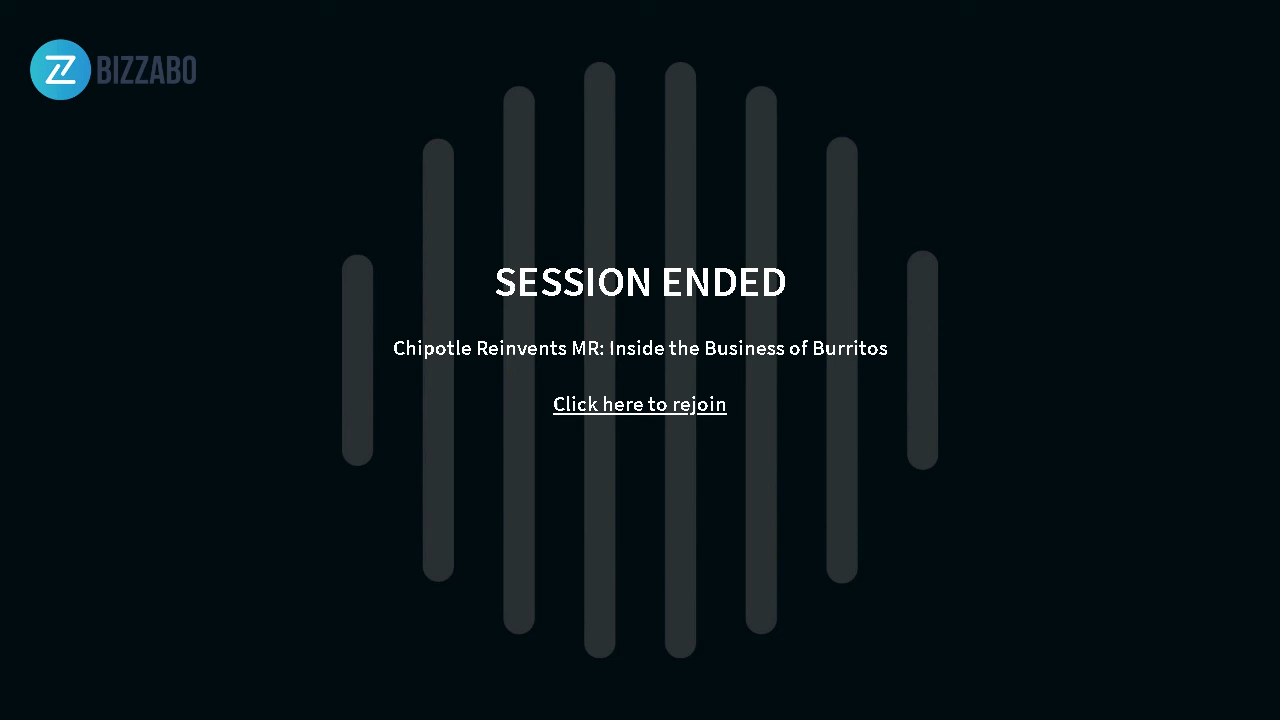 BIZZABO
SESSION ENDED
Chipotle Reinvents MR: Inside the Business of Burritos
Click here to rejoin